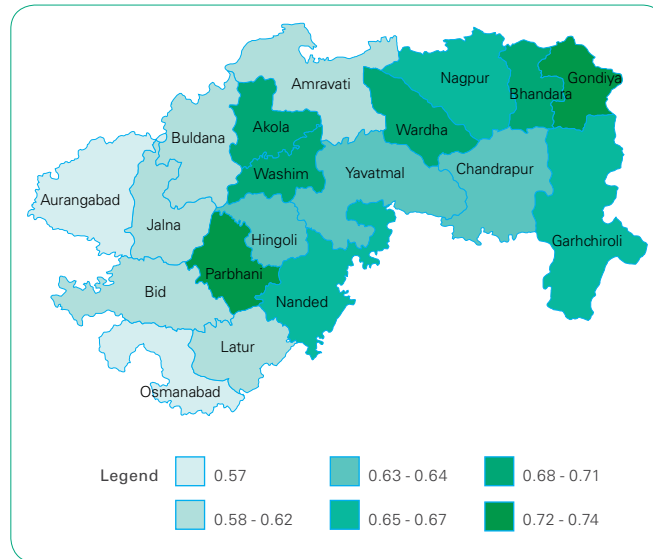 Amravati
Nagpur
Gondiya
Bhandara
Buldana
Akola
Wardha
Washim
Yavatmal
Chandrapur
Aurangabad
Jalna
Hingoli
Garhchiroli
Parbhani
Bid
Nanded
Latur
Osmanabad
Legend
0.57
0.63 - 0.64
0.68 - 0.71
0.58 - 0.62
0.65 - 0.67
0.72 - 0.74